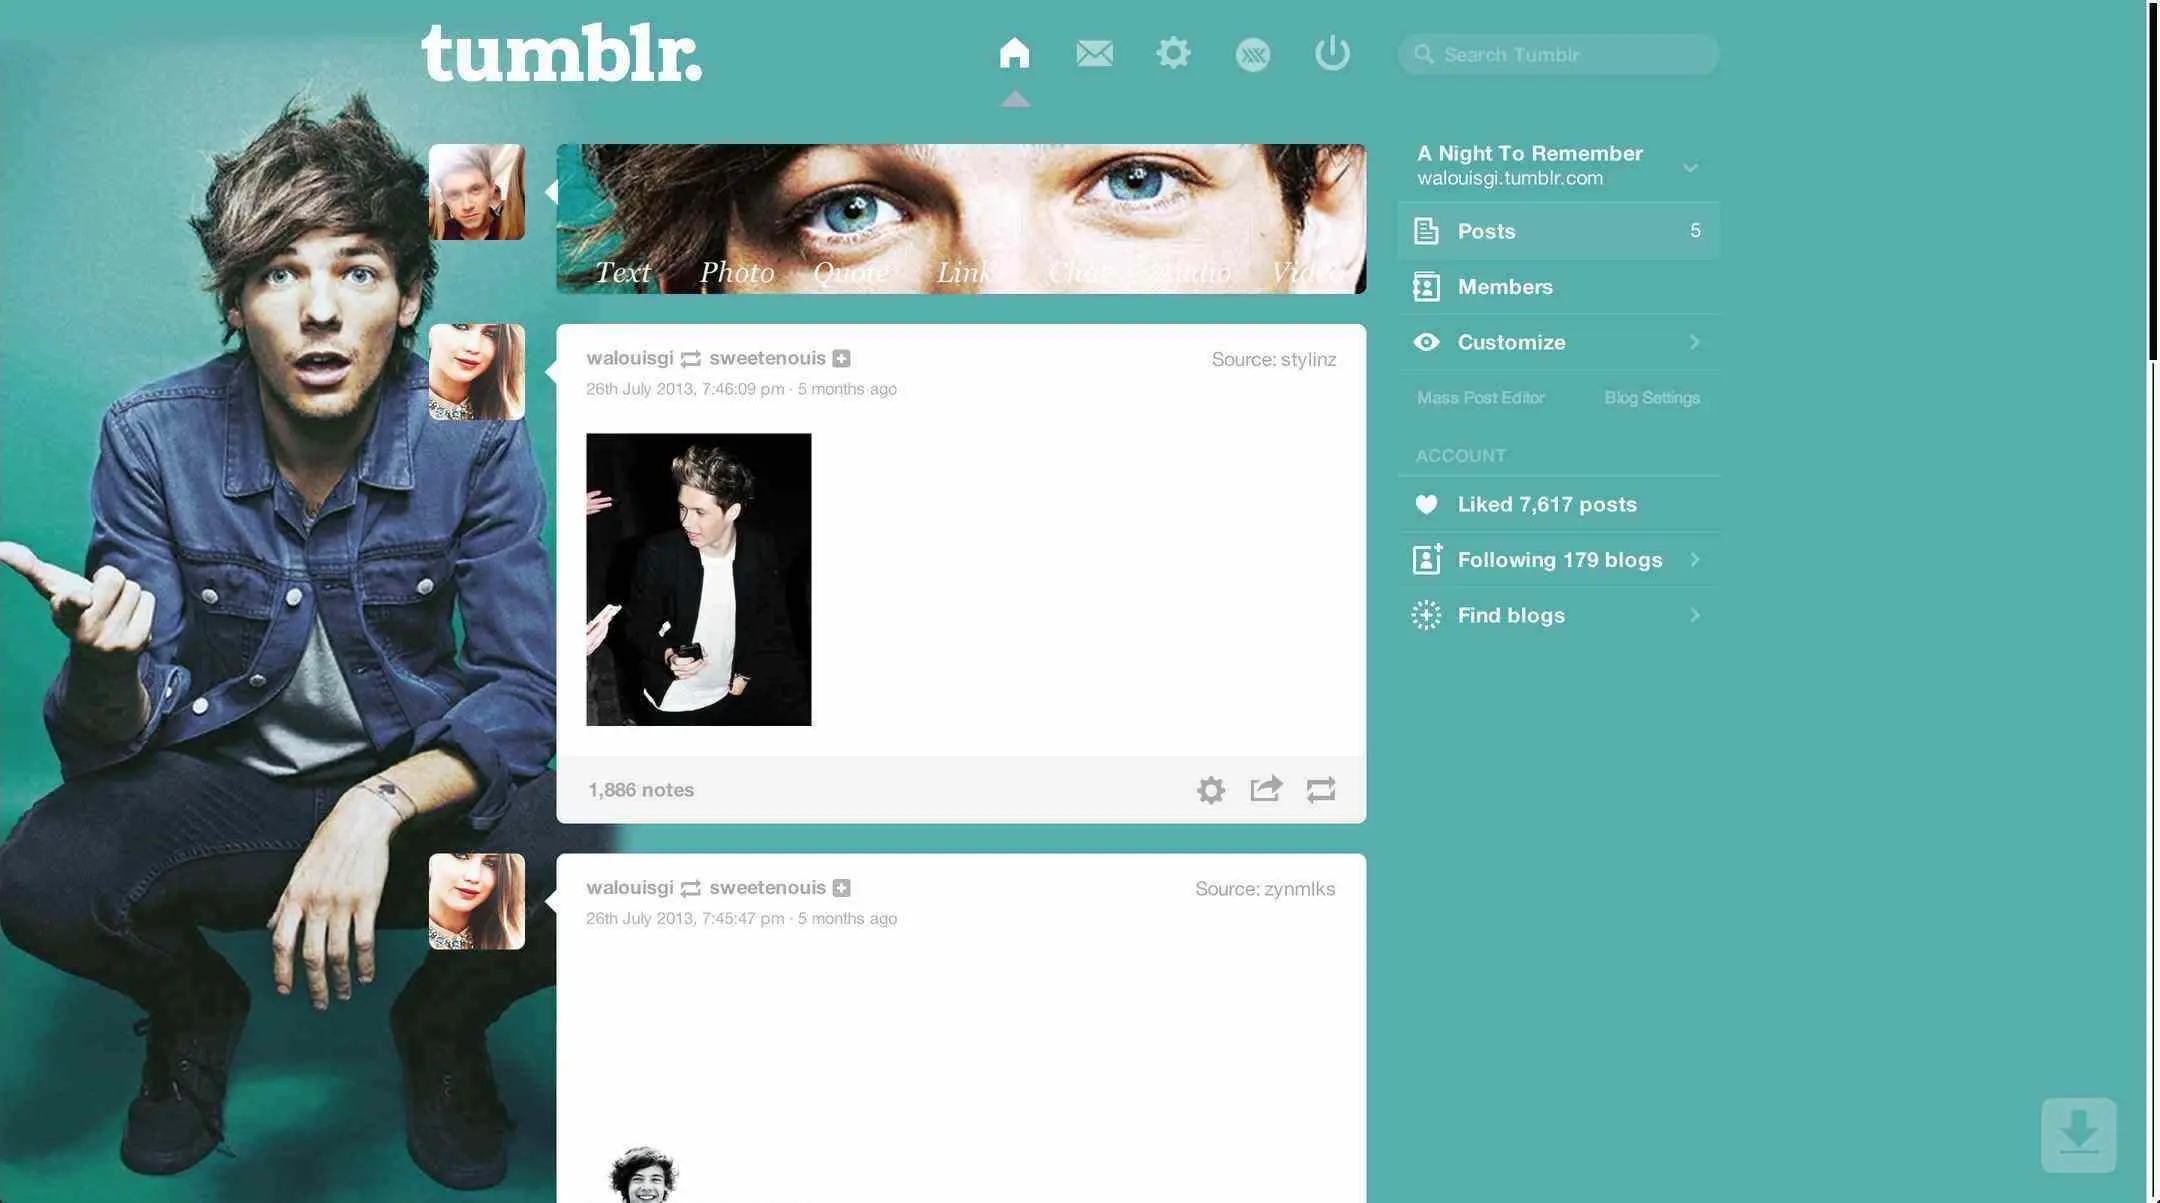 tumblr.
Search Tumblr
Text Photo Quote Link Chat Audio Video
A Night To Remember
walouisgi.tumblr.com
Posts 5
Members
Customize
Mass Post Editor Blog Settings
ACCOUNT
Liked 7,617 posts
Following 179 blogs
Find blogs
walouisgi sweetenouis Source: stylinz
26th July 2013, 7:46:09 pm · 5 months ago
1,886 notes
walouisgi sweetenouis Source: zynmlks
26th July 2013, 7:45:47 pm · 5 months ago